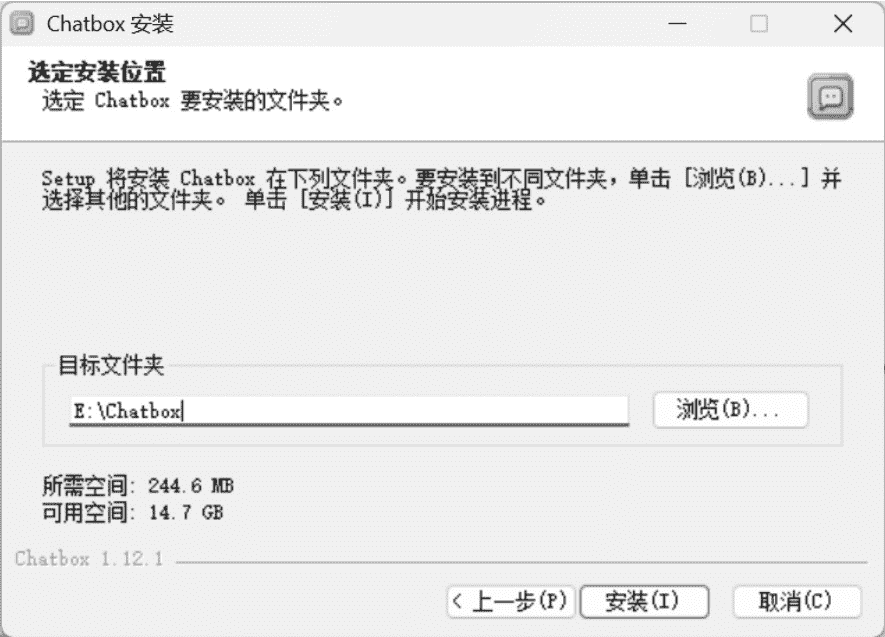 Chatbox 安装
选定安装位置
选定 Chatbox 要安装的文件夹。
Setup 将安装 Chatbox 在下列文件夹。要安装到不同文件夹，单击 [浏览(B)...] 并
选择其他的文件夹。 单击 [安装(I)] 开始安装进程。
目标文件夹
E:\Chatbox
浏览(B)...
所需空间: 244.6 MB
可用空间: 14.7 GB
Chatbox 1.12.1
< 上一步(P)
安装(I)
取消(C)